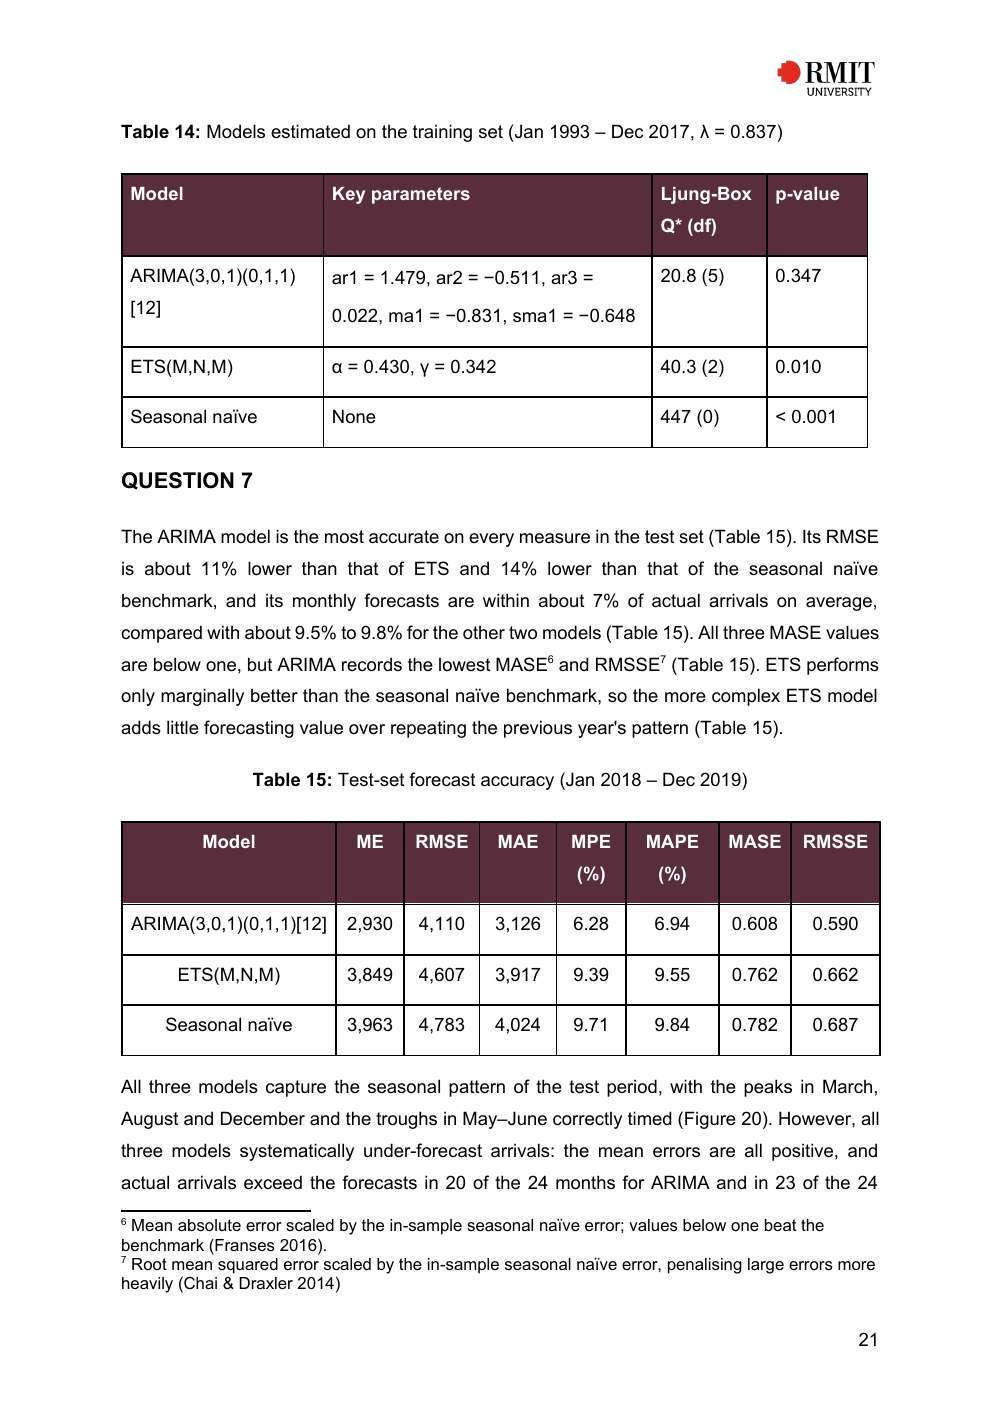 RMIT
UNIVERSITY
Table 14: Models estimated on the training set (Jan 1993 – Dec 2017, λ = 0.837)
Model Key parameters Ljung-Box p-value
Q* (df)
ARIMA(3,0,1)(0,1,1) ar1 = 1.479, ar2 = −0.511, ar3 = 20.8 (5) 0.347
[12] 0.022, ma1 = −0.831, sma1 = −0.648
ETS(M,N,M) α = 0.430, γ = 0.342 40.3 (2) 0.010
Seasonal naïve None 447 (0) < 0.001
QUESTION 7
The ARIMA model is the most accurate on every measure in the test set (Table 15). Its RMSE
is about 11% lower than that of ETS and 14% lower than that of the seasonal naïve
benchmark, and its monthly forecasts are within about 7% of actual arrivals on average,
compared with about 9.5% to 9.8% for the other two models (Table 15). All three MASE values
are below one, but ARIMA records the lowest MASE⁶ and RMSSE⁷ (Table 15). ETS performs
only marginally better than the seasonal naïve benchmark, so the more complex ETS model
adds little forecasting value over repeating the previous year's pattern (Table 15).
Table 15: Test-set forecast accuracy (Jan 2018 – Dec 2019)
Model ME RMSE MAE MPE MAPE MASE RMSSE
(%) (%)
ARIMA(3,0,1)(0,1,1)[12] 2,930 4,110 3,126 6.28 6.94 0.608 0.590
ETS(M,N,M) 3,849 4,607 3,917 9.39 9.55 0.762 0.662
Seasonal naïve 3,963 4,783 4,024 9.71 9.84 0.782 0.687
All three models capture the seasonal pattern of the test period, with the peaks in March,
August and December and the troughs in May–June correctly timed (Figure 20). However, all
three models systematically under-forecast arrivals: the mean errors are all positive, and
actual arrivals exceed the forecasts in 20 of the 24 months for ARIMA and in 23 of the 24
⁶ Mean absolute error scaled by the in-sample seasonal naïve error; values below one beat the
benchmark (Franses 2016).
⁷ Root mean squared error scaled by the in-sample seasonal naïve error, penalising large errors more
heavily (Chai & Draxler 2014)
21